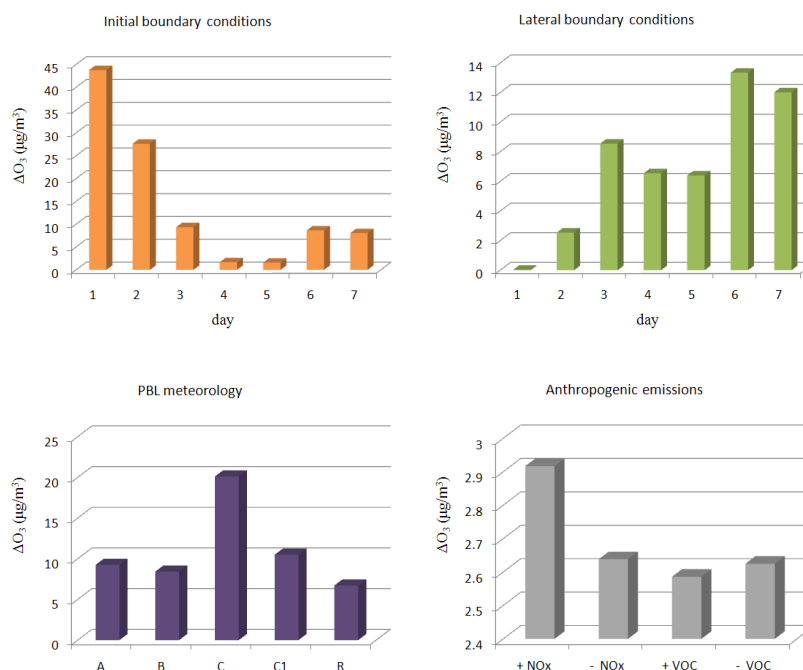 Initial boundary conditions
45
40
35
30
25
20
15
10
5
0
ΔO₃ (µg/m³)
1 2 3 4 5 6 7
day
Lateral boundary conditions
14
12
10
8
6
4
2
0
ΔO₃ (µg/m³)
1 2 3 4 5 6 7
day
PBL meteorology
25
20
15
10
5
0
ΔO₃ (µg/m³)
A B C C1 R
Anthropogenic emissions
3
2.9
2.8
2.7
2.6
2.5
2.4
ΔO₃ (µg/m³)
+ NOx - NOx + VOC - VOC